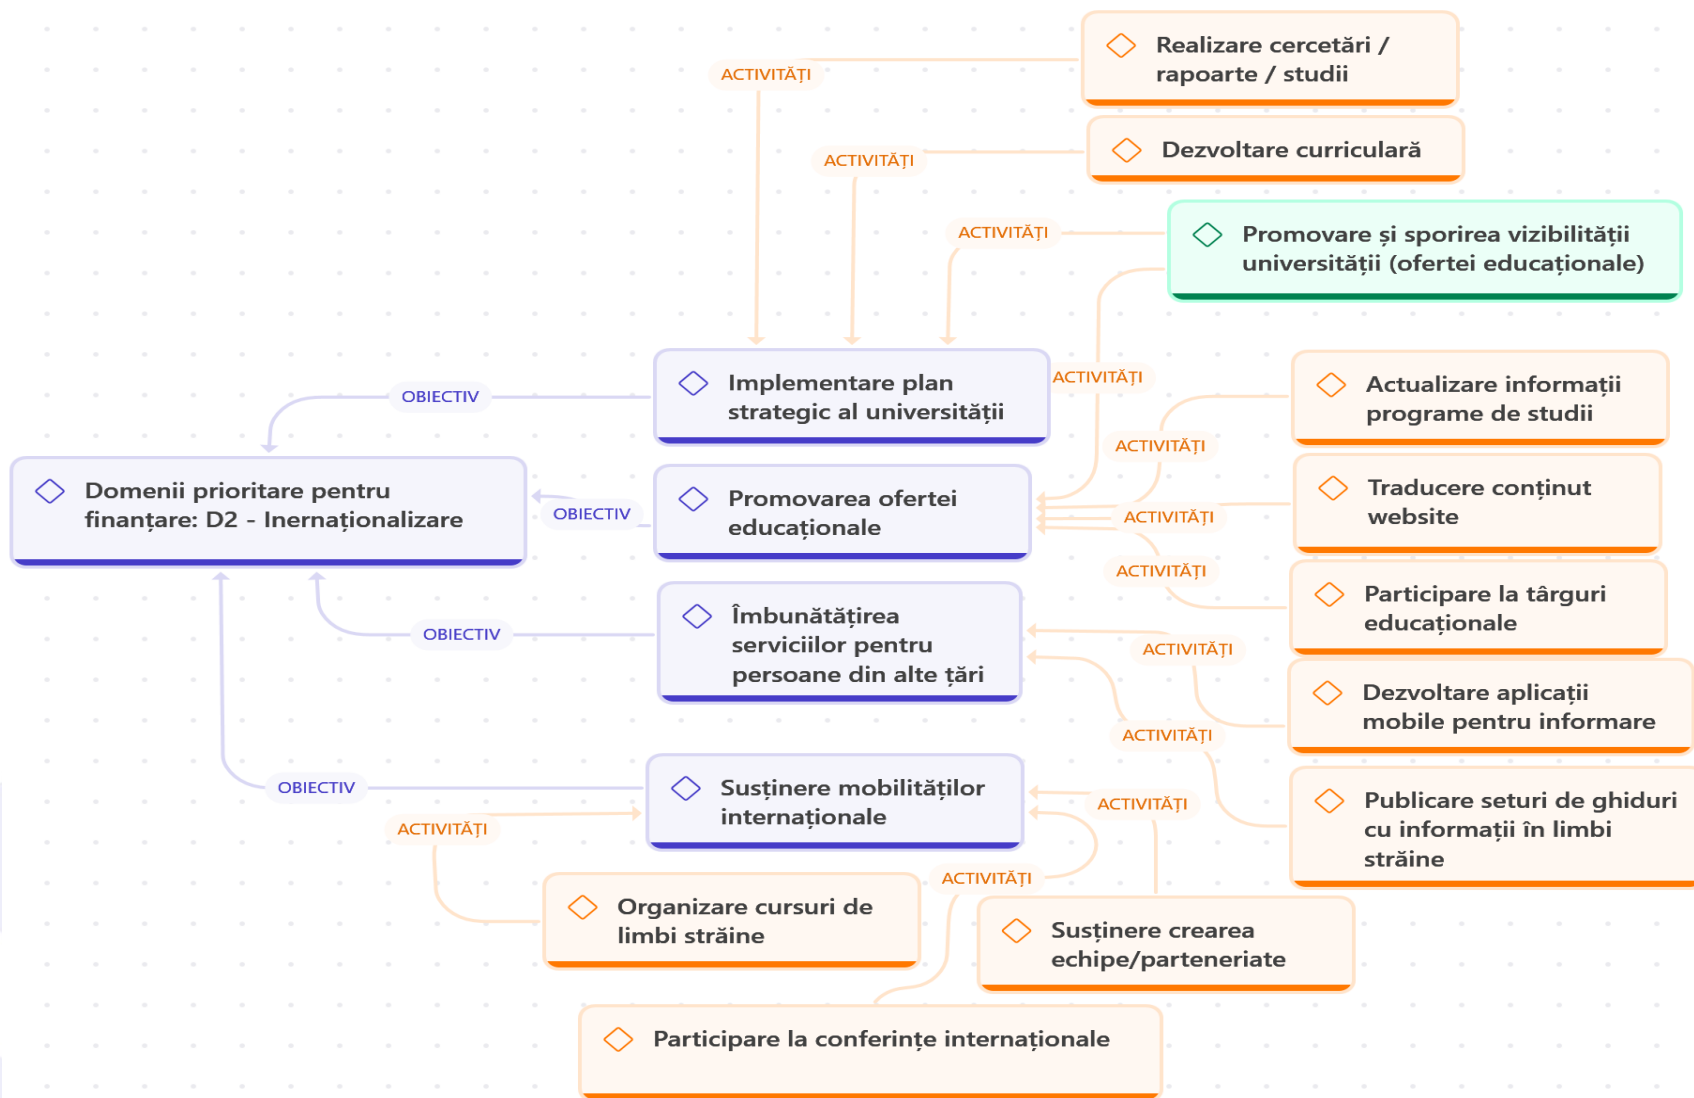 Realizare cercetări /
rapoarte / studii
ACTIVITĂȚI
Dezvoltare curriculară
ACTIVITĂȚI
Promovare și sporirea vizibilității
universității (ofertei educaționale)
ACTIVITĂȚI
Implementare plan
strategic al universității
OBIECTIV
ACTIVITĂȚI
Actualizare informații
programe de studii
ACTIVITĂȚI
Domenii prioritare pentru
finanțare: D2 - Inernaționalizare
OBIECTIV
Promovarea ofertei
educaționale
ACTIVITĂȚI
Traducere conținut
website
ACTIVITĂȚI
Participare la târguri
educaționale
OBIECTIV
Îmbunătățirea
serviciilor pentru
persoane din alte țări
ACTIVITĂȚI
Dezvoltare aplicații
mobile pentru informare
ACTIVITĂȚI
Publicare seturi de ghiduri
cu informații în limbi
străine
OBIECTIV
Susținere mobilităților
internaționale
ACTIVITĂȚI
ACTIVITĂȚI
ACTIVITĂȚI
Organizare cursuri de
limbi străine
Susținere crearea
echipe/parteneriate
Participare la conferințe internaționale